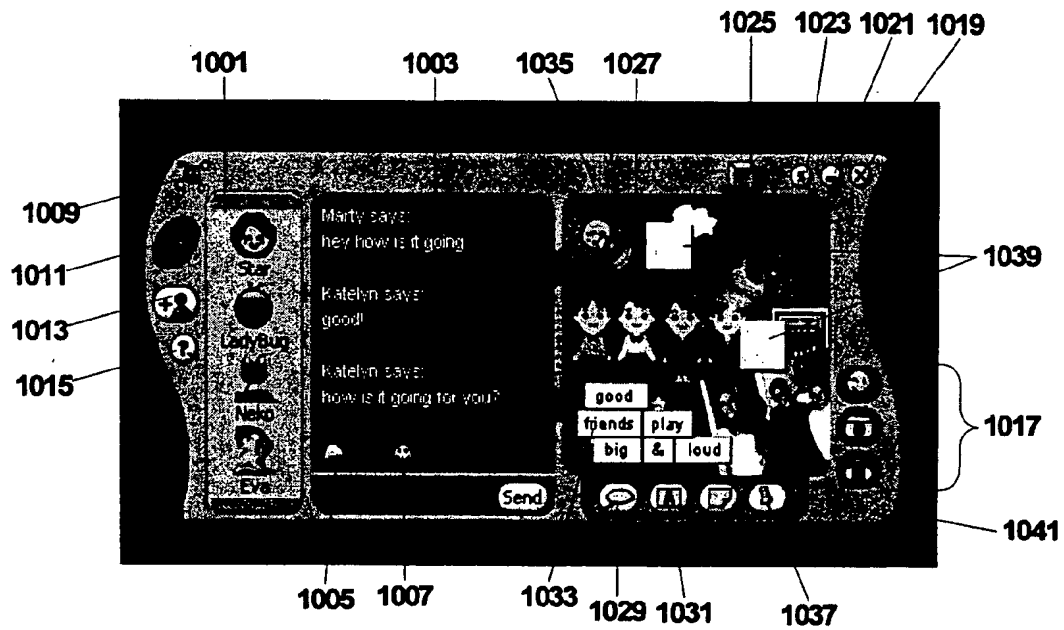 1025 1023 1021 1019
1001 1003 1035 1027
1009
1011
1013
1015
Star
LadyBug
Neko
Eve
Marty says:
hey how is it going
Katelyn says:
good!
Katelyn says:
how is it going for you?
Send
good
friends play
big & loud
?
1039
1017
1041
1005 1007 1033 1029 1031 1037